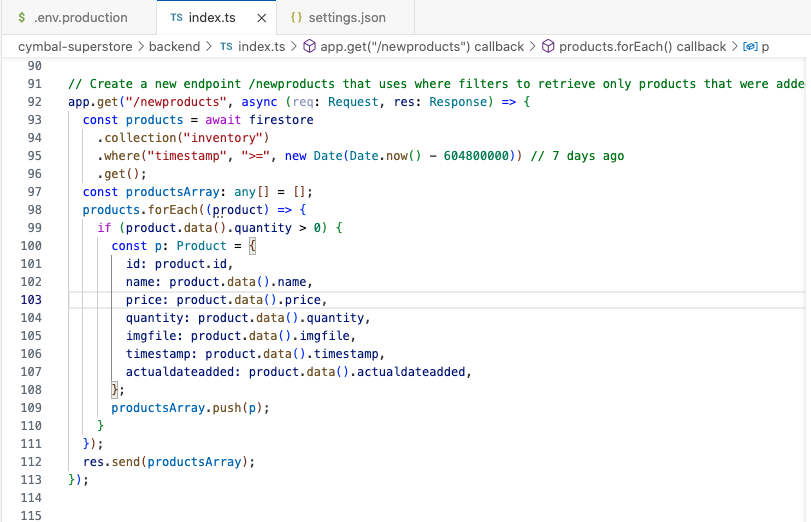 $ .env.production
TS index.ts ×
{} settings.json
cymbal-superstore > backend > TS index.ts > app.get("/newproducts") callback > products.forEach() callback > p
90
91 // Create a new endpoint /newproducts that uses where filters to retrieve only products that were adde
92 app.get("/newproducts", async (req: Request, res: Response) => {
93 const products = await firestore
94 .collection("inventory")
95 .where("timestamp", ">=", new Date(Date.now() - 604800000)) // 7 days ago
96 .get();
97 const productsArray: any[] = [];
98 products.forEach((product) => {
99 if (product.data().quantity > 0) {
100 const p: Product = {
101 id: product.id,
102 name: product.data().name,
103 price: product.data().price,
104 quantity: product.data().quantity,
105 imgfile: product.data().imgfile,
106 timestamp: product.data().timestamp,
107 actualdateadded: product.data().actualdateadded,
108 };
109 productsArray.push(p);
110 }
111 });
112 res.send(productsArray);
113 });
114
115